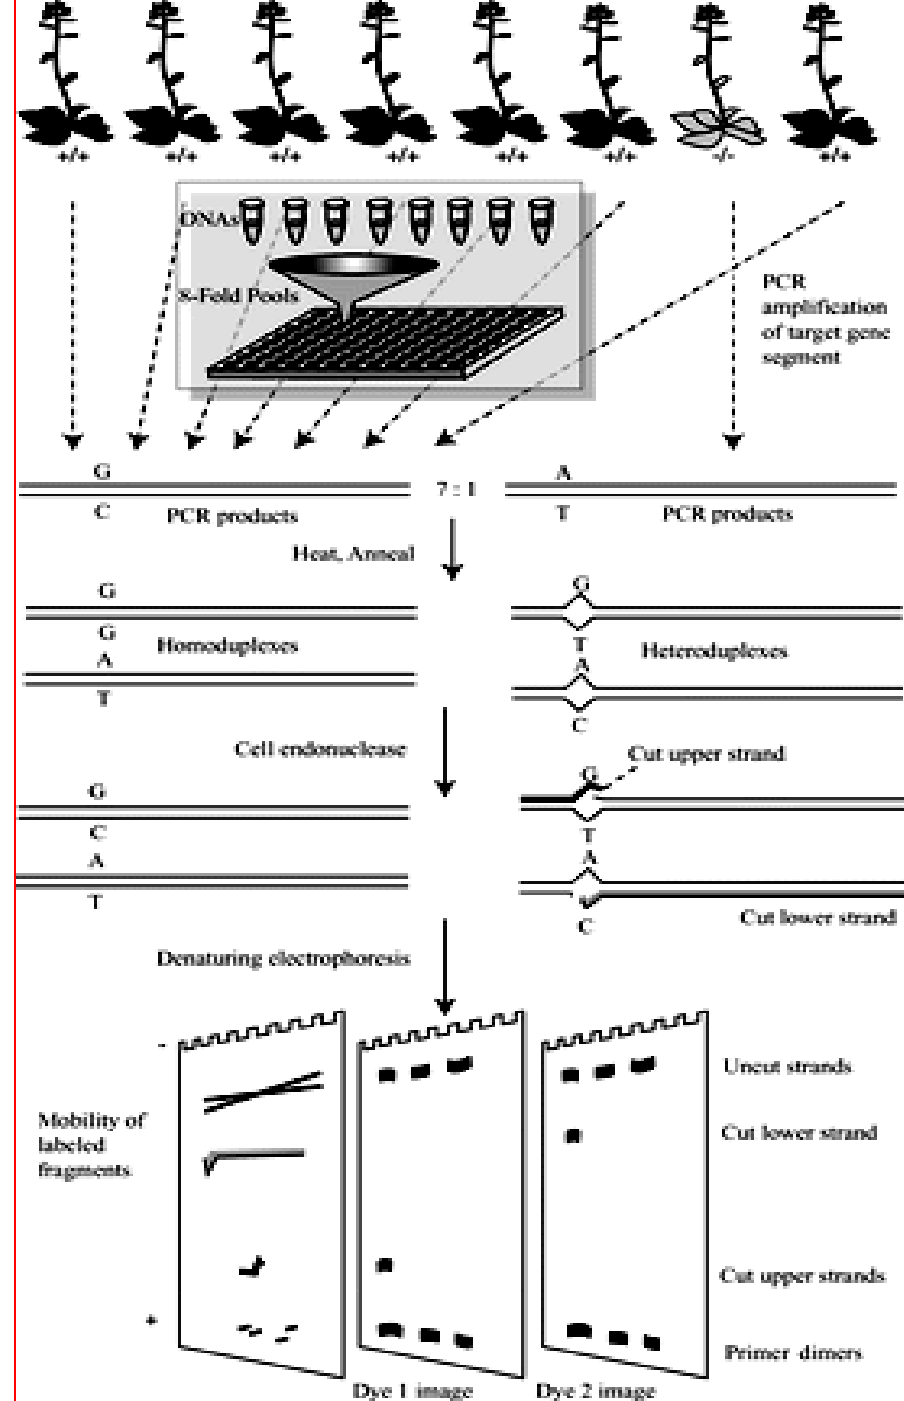 +/+ +/+ +/+ +/+ +/+ +/+ -/- +/+
DNAs
8-Fold Pools
PCR
amplification
of target gene
segment
G
A
7 : 1
C
PCR products
T
PCR products
Heat, Anneal
G
G
G
Homoduplexes
T
Heteroduplexes
A
A
T
C
Cell endonuclease
Cut upper strand
G
G
C
T
A
A
T
C
Cut lower strand
Denaturing electrophoresis
-
Uncut strands
Mobility of
labeled
fragments
Cut lower strand
Cut upper strands
+
Primer dimers
Dye 1 image
Dye 2 image